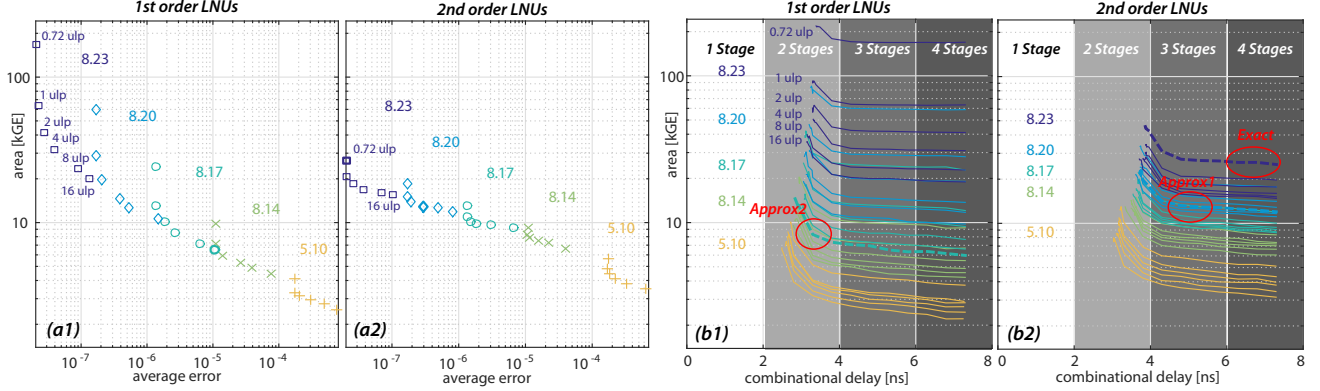 1st order LNUs
2nd order LNUs
1st order LNUs
2nd order LNUs
area [kGE]
100
10
0.72 ulp
8.23
1 ulp
2 ulp
4 ulp
8 ulp
16 ulp
8.20
8.17
8.14
5.10
(a1)
10^-7 10^-6 10^-5 10^-4
average error
8.23
0.72 ulp
8.20
16 ulp
8.17
8.14
5.10
(a2)
10^-7 10^-6 10^-5 10^-4
average error
area [kGE]
100
10
1 Stage
2 Stages
3 Stages
4 Stages
0.72 ulp
8.23
1 ulp
2 ulp
8.20
4 ulp
8 ulp
16 ulp
8.17
8.14
Approx2
5.10
(b1)
0 2 4 6 8
combinational delay [ns]
1 Stage
2 Stages
3 Stages
4 Stages
8.23
Exact
8.20
8.17
Approx1
8.14
5.10
(b2)
0 2 4 6 8
combinational delay [ns]